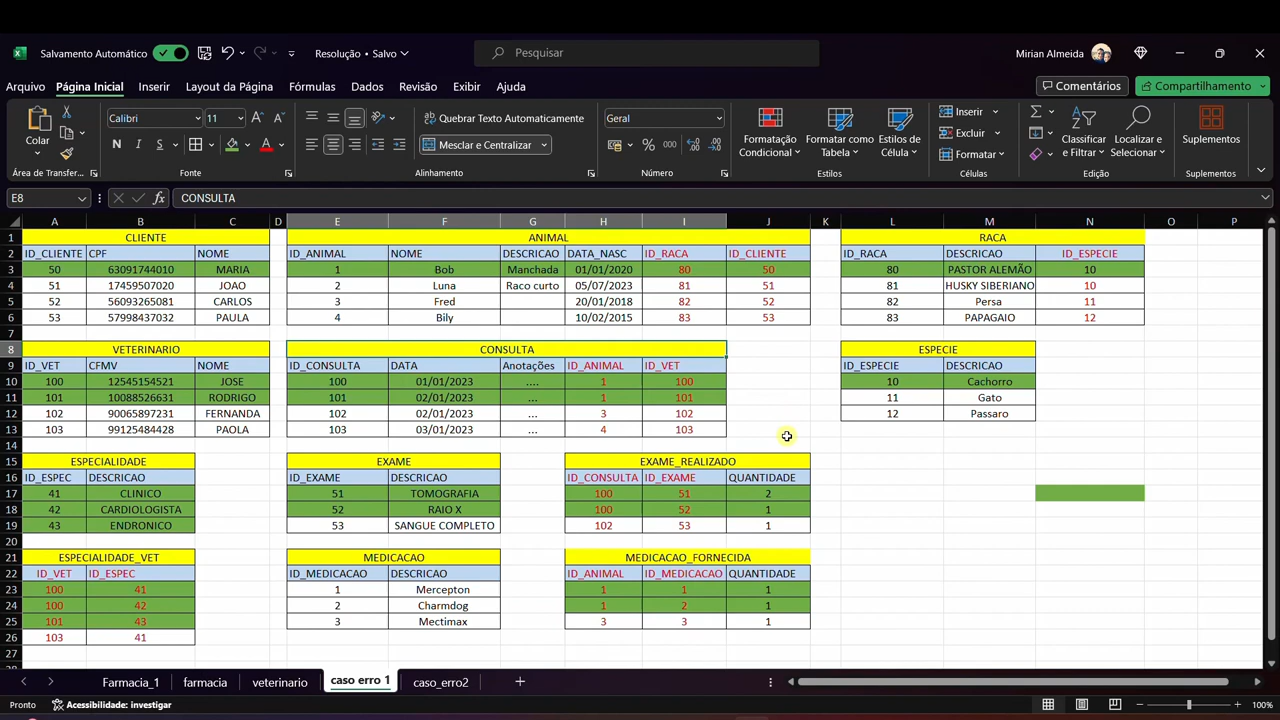 Salvamento Automático
Resolução • Salvo
Pesquisar
Mirian Almeida
Arquivo Página Inicial Inserir Layout da Página Fórmulas Dados Revisão Exibir Ajuda
Comentários Compartilhamento
Colar
Calibri 11
N I S
Quebrar Texto Automaticamente
Mesclar e Centralizar
Geral
% 000
Formatação Condicional
Formatar como Tabela
Estilos de Célula
Inserir
Excluir
Formatar
Classificar e Filtrar
Localizar e Selecionar
Suplementos
Área de Transfer... Fonte Alinhamento Número Estilos Células Edição Suplementos
E8 fx CONSULTA
A B C D E F G H I J K L M N O P
1 CLIENTE ANIMAL RACA
2 ID_CLIENTE CPF NOME ID_ANIMAL NOME DESCRICAO DATA_NASC ID_RACA ID_CLIENTE ID_RACA DESCRICAO ID_ESPECIE
3 50 63091744010 MARIA 1 Bob Manchada 01/01/2020 80 50 80 PASTOR ALEMÃO 10
4 51 17459507020 JOAO 2 Luna Raco curto 05/07/2023 81 51 81 HUSKY SIBERIANO 10
5 52 56093265081 CARLOS 3 Fred 20/01/2018 82 52 82 Persa 11
6 53 57998437032 PAULA 4 Bily 10/02/2015 83 53 83 PAPAGAIO 12
7
8 VETERINARIO CONSULTA ESPECIE
9 ID_VET CFMV NOME ID_CONSULTA DATA Anotações ID_ANIMAL ID_VET ID_ESPECIE DESCRICAO
10 100 12545154521 JOSE 100 01/01/2023 .... 1 100 10 Cachorro
11 101 10088526631 RODRIGO 101 02/01/2023 ... 1 101 11 Gato
12 102 90065897231 FERNANDA 102 02/01/2023 ... 3 102 12 Passaro
13 103 99125484428 PAOLA 103 03/01/2023 ... 4 103
14
15 ESPECIALIDADE EXAME EXAME_REALIZADO
16 ID_ESPEC DESCRICAO ID_EXAME DESCRICAO ID_CONSULTA ID_EXAME QUANTIDADE
17 41 CLINICO 51 TOMOGRAFIA 100 51 2
18 42 CARDIOLOGISTA 52 RAIO X 100 52 1
19 43 ENDRONICO 53 SANGUE COMPLETO 102 53 1
20
21 ESPECIALIDADE_VET MEDICACAO MEDICACAO_FORNECIDA
22 ID_VET ID_ESPEC ID_MEDICACAO DESCRICAO ID_ANIMAL ID_MEDICACAO QUANTIDADE
23 100 41 1 Mercepton 1 1 1
24 100 42 2 Charmdog 1 2 1
25 101 43 3 Mectimax 3 3 1
26 103 41
27
Farmacia_1 farmacia veterinario caso erro 1 caso_erro2
Pronto Acessibilidade: investigar 100%